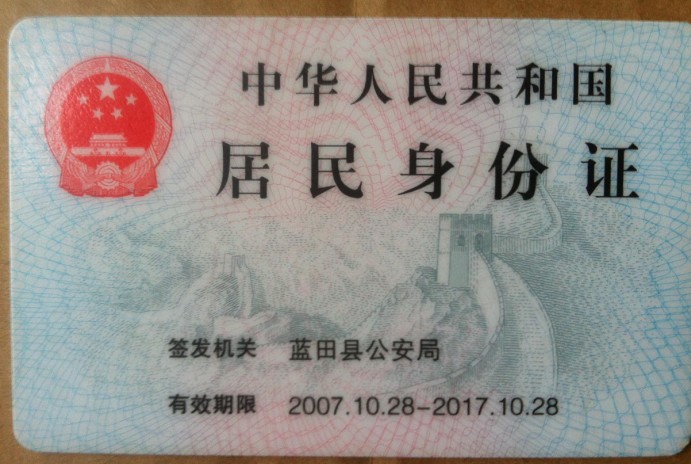 中华人民共和国
居民身份证
签发机关 蓝田县公安局
有效期限 2007.10.28-2017.10.28